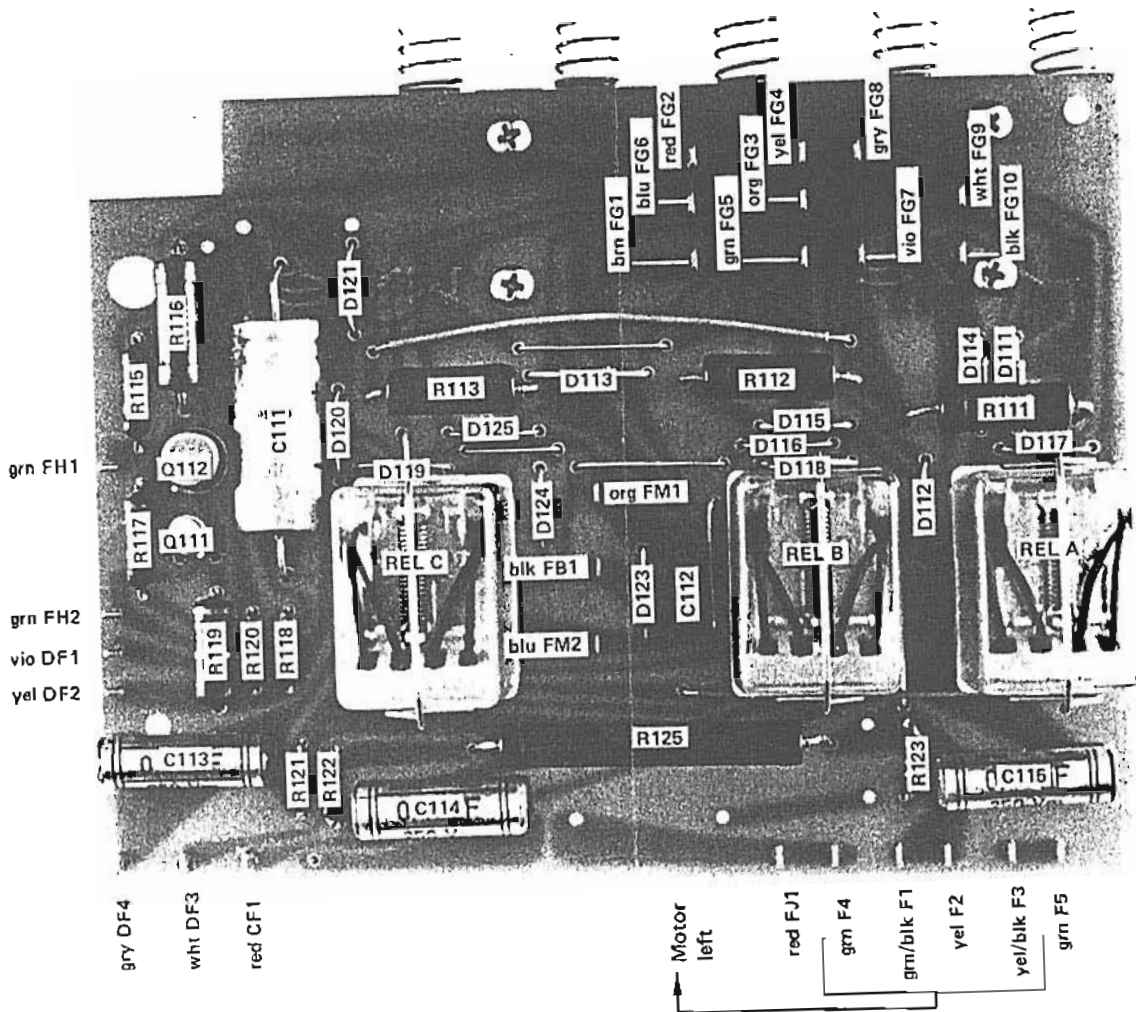 red FG2
yel FG4
gry FG8
blu FG6
org FG3
wht FG9
brn FG1
grn FG5
vio FG7
blk FG10
D121
R116
R115
D114
D111
R113
D113
R112
R111
C111
D120
D125
D115
D116
D117
grn FH1
Q112
D119
D118
org FM1
D124
D112
R117
Q111
REL C
REL B
REL A
blk FB1
D123
C112
grn FH2
R119
R120
R118
blu FM2
vio DF1
yel DF2
R125
C113
R121
R122
R123
C115
C114
gry DF4
wht DF3
red CF1
Motor
left
red FJ1
grn F4
grn/blk F1
yel F2
yel/blk F3
grn F5